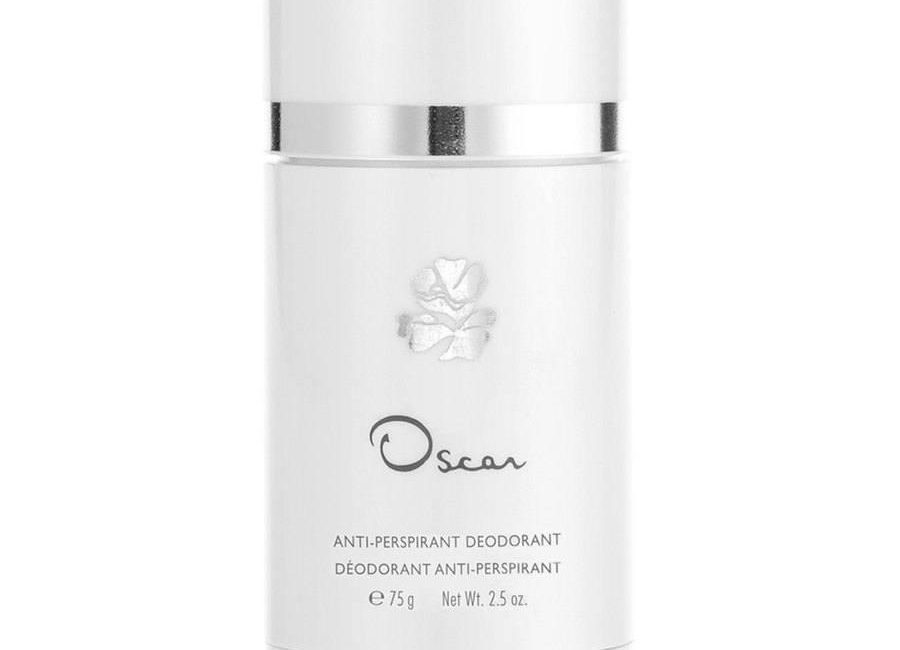 Oscar
ANTI-PERSPIRANT DEODORANT
DÉODORANT ANTI-PERSPIRANT
℮ 75 g Net Wt. 2.5 oz.